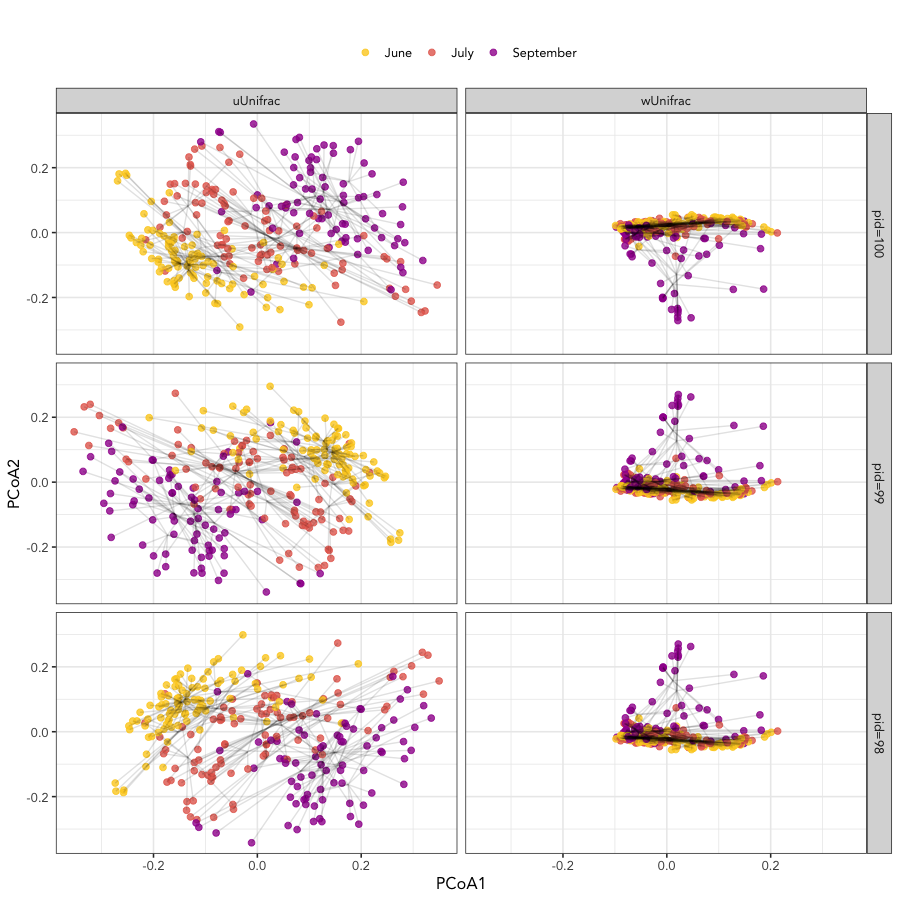 June July September
uUnifrac wUnifrac
0.2
0.0
-0.2
pid=100
0.2
0.0
-0.2
pid=99
0.2
0.0
-0.2
pid=98
PCoA2
-0.2 0.0 0.2 -0.2 0.0 0.2
PCoA1